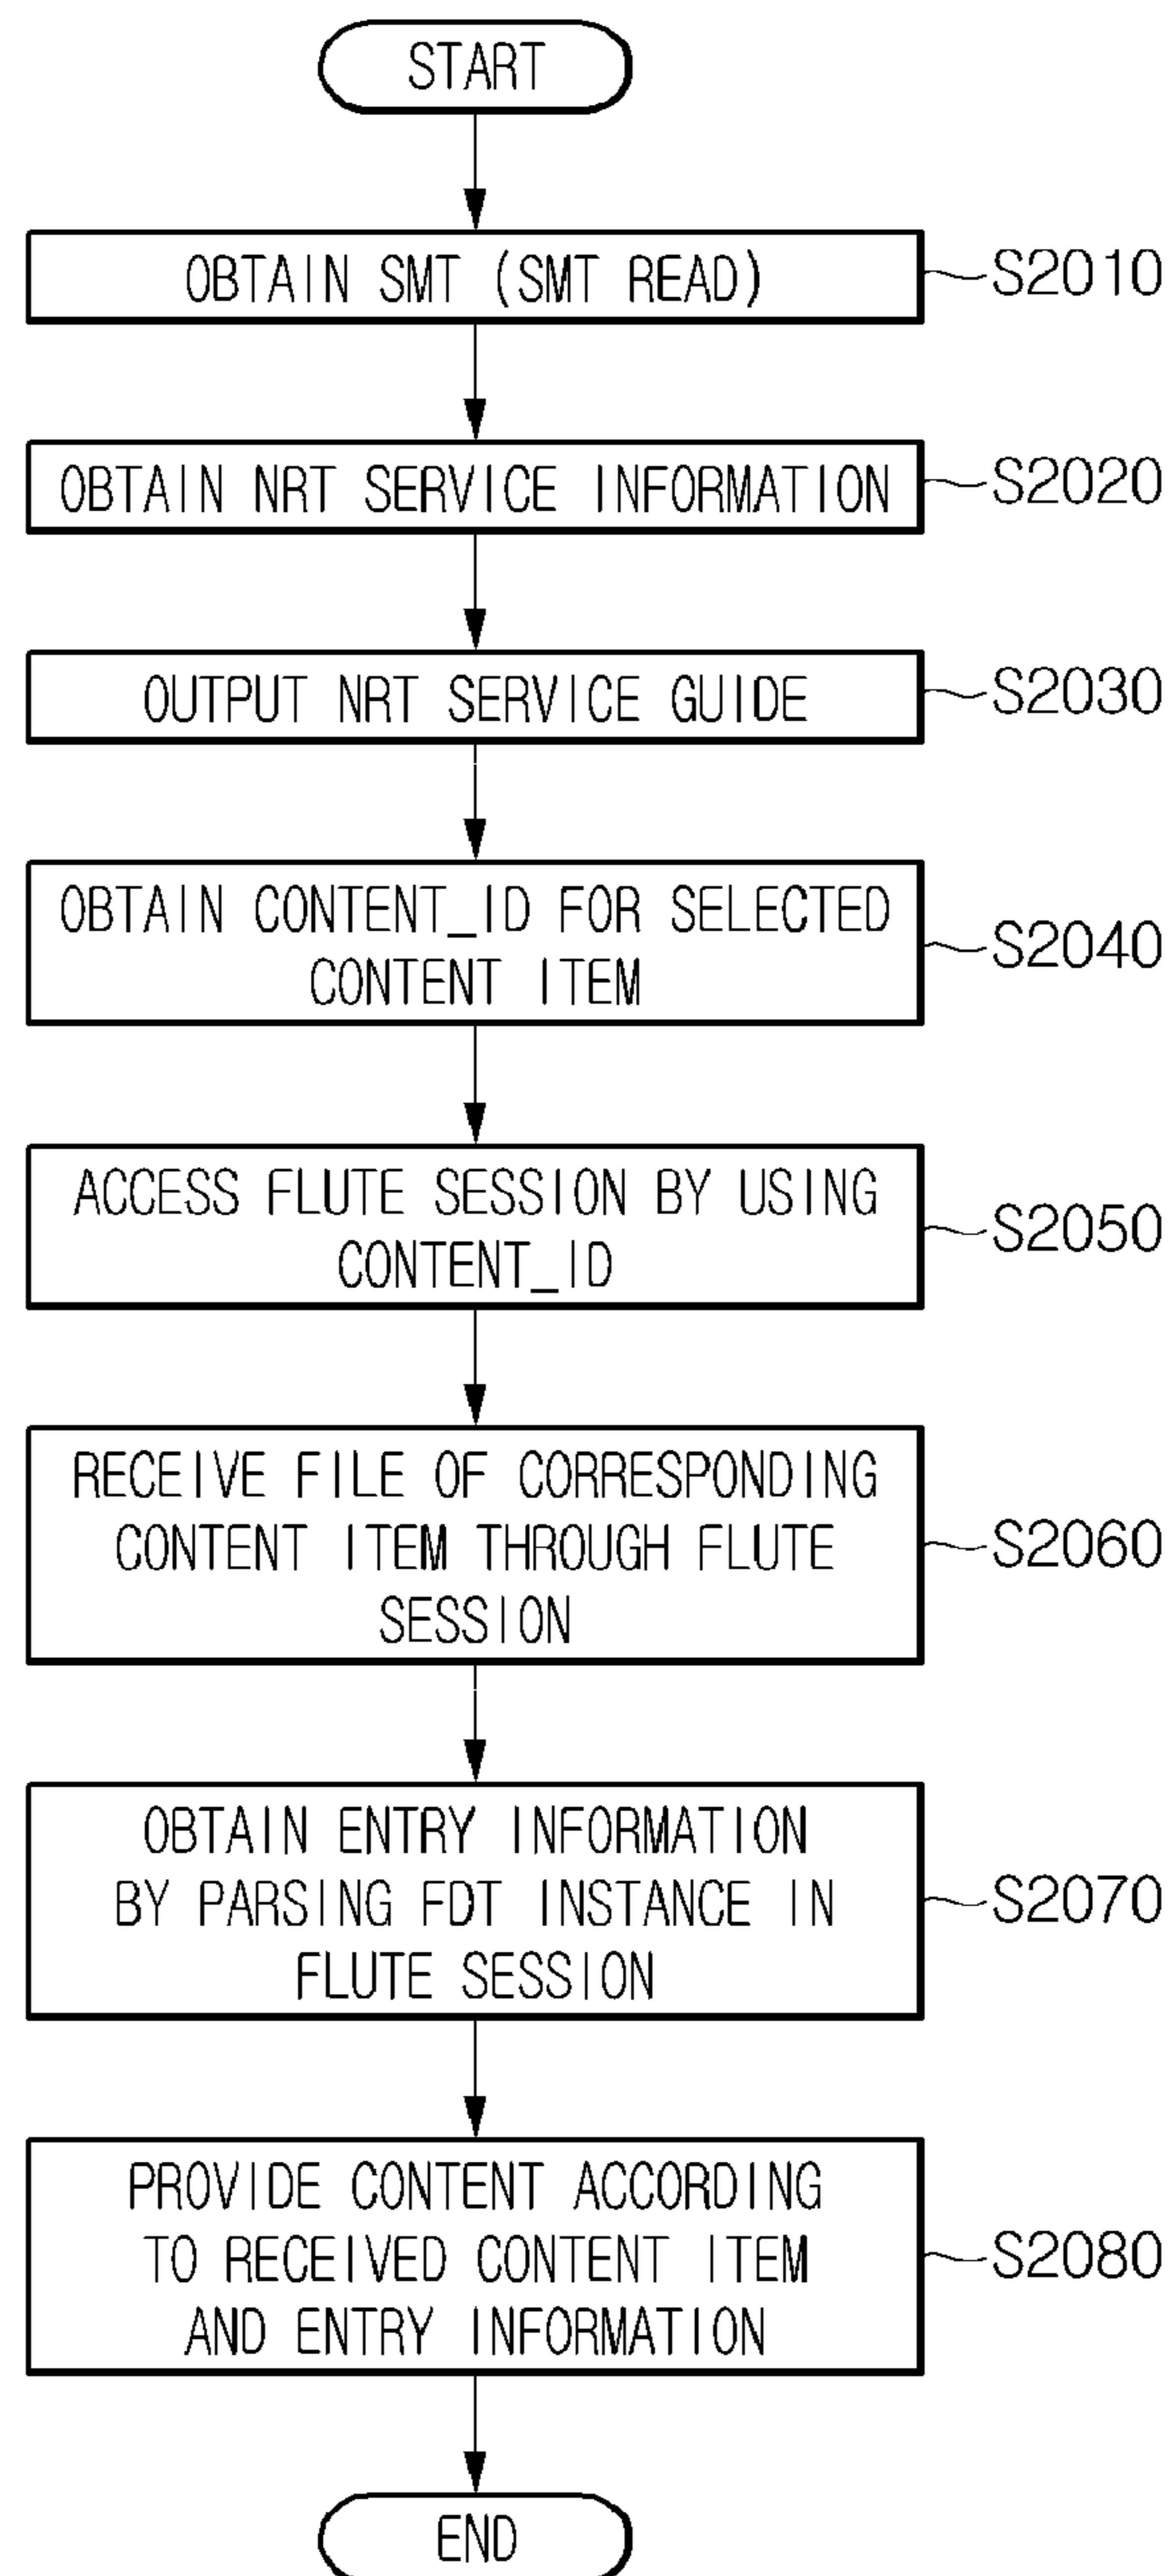 START
OBTAIN SMT (SMT READ)
S2010
OBTAIN NRT SERVICE INFORMATION
S2020
OUTPUT NRT SERVICE GUIDE
S2030
OBTAIN CONTENT_ID FOR SELECTED
CONTENT ITEM
S2040
ACCESS FLUTE SESSION BY USING
CONTENT_ID
S2050
RECEIVE FILE OF CORRESPONDING
CONTENT ITEM THROUGH FLUTE
SESSION
S2060
OBTAIN ENTRY INFORMATION
BY PARSING FDT INSTANCE IN
FLUTE SESSION
S2070
PROVIDE CONTENT ACCORDING
TO RECEIVED CONTENT ITEM
AND ENTRY INFORMATION
S2080
END